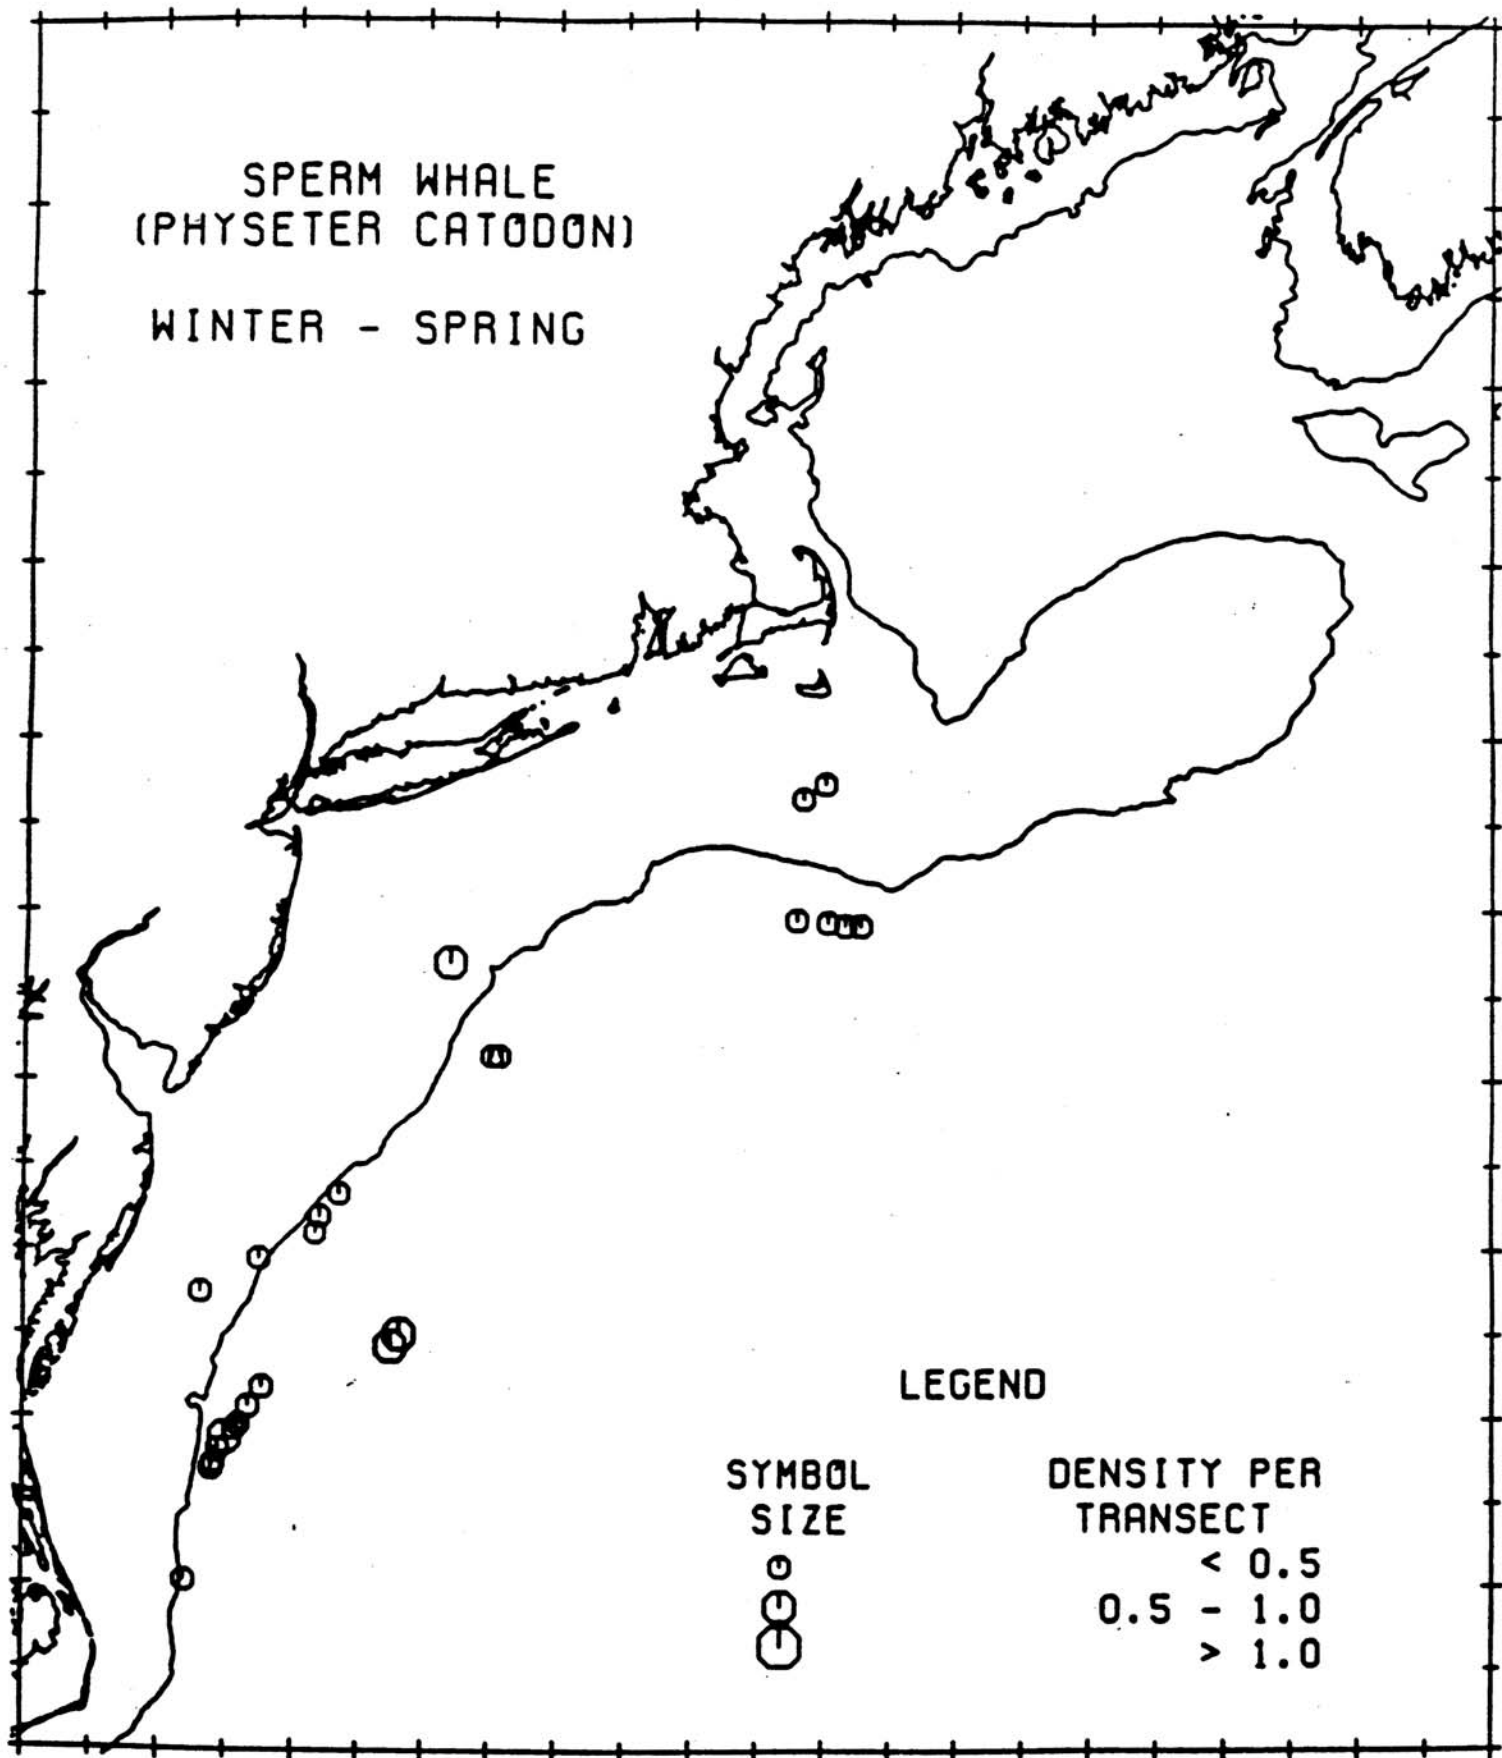 SPERM WHALE
(PHYSETER CATODON)
WINTER - SPRING
LEGEND
SYMBOL SIZE
DENSITY PER TRANSECT
< 0.5
0.5 - 1.0
> 1.0